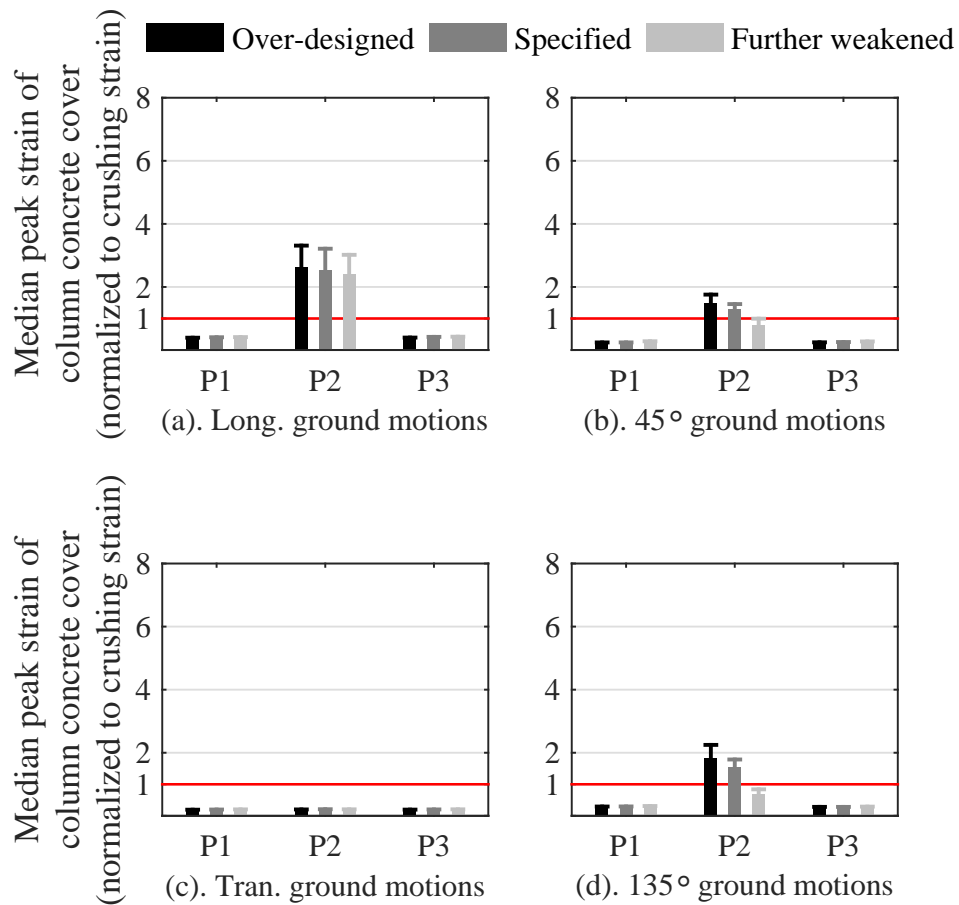 Over-designed Specified Further weakened
Median peak strain of
column concrete cover
(normalized to crushing strain)
8
6
4
2
1
P1 P2 P3
(a). Long. ground motions
8
6
4
2
1
P1 P2 P3
(b). 45° ground motions
Median peak strain of
column concrete cover
(normalized to crushing strain)
8
6
4
2
1
P1 P2 P3
(c). Tran. ground motions
8
6
4
2
1
P1 P2 P3
(d). 135° ground motions